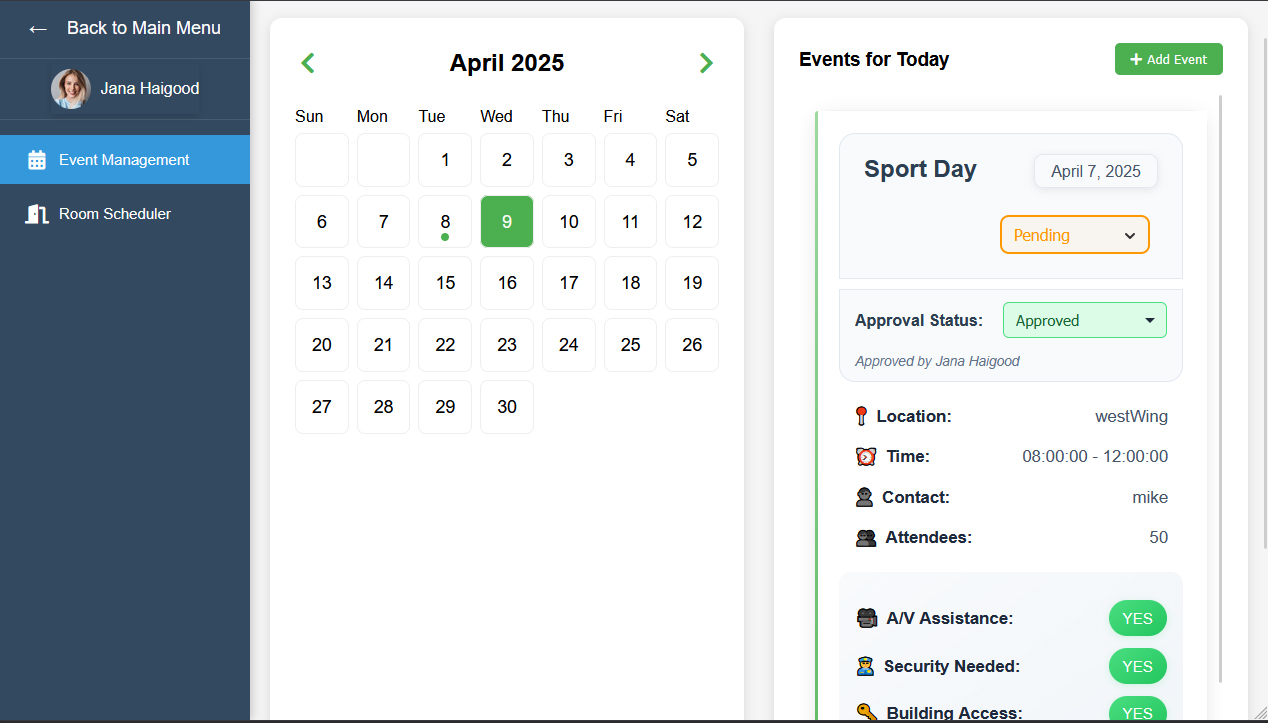 ← Back to Main Menu
Jana Haigood
Event Management
Room Scheduler
April 2025
Sun Mon Tue Wed Thu Fri Sat
1 2 3 4 5
6 7 8 9 10 11 12
13 14 15 16 17 18 19
20 21 22 23 24 25 26
27 28 29 30
Events for Today
+ Add Event
Sport Day
April 7, 2025
Pending
Approval Status: Approved
Approved by Jana Haigood
Location: westWing
Time: 08:00:00 - 12:00:00
Contact: mike
Attendees: 50
A/V Assistance: YES
Security Needed: YES
Building Access: YES